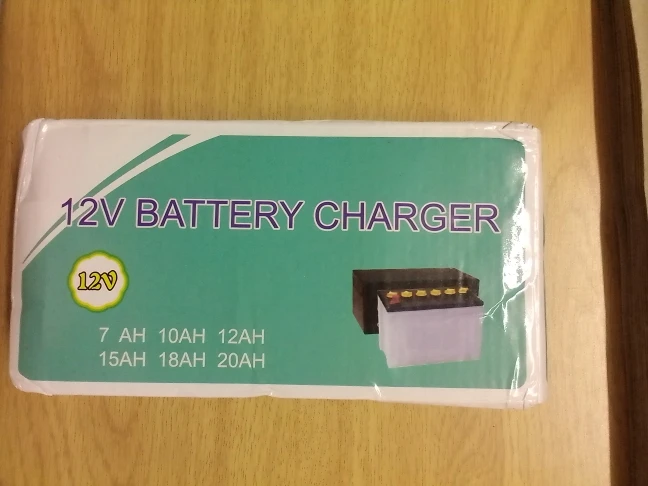 12V BATTERY CHARGER
12V
7 AH 10AH 12AH
15AH 18AH 20AH